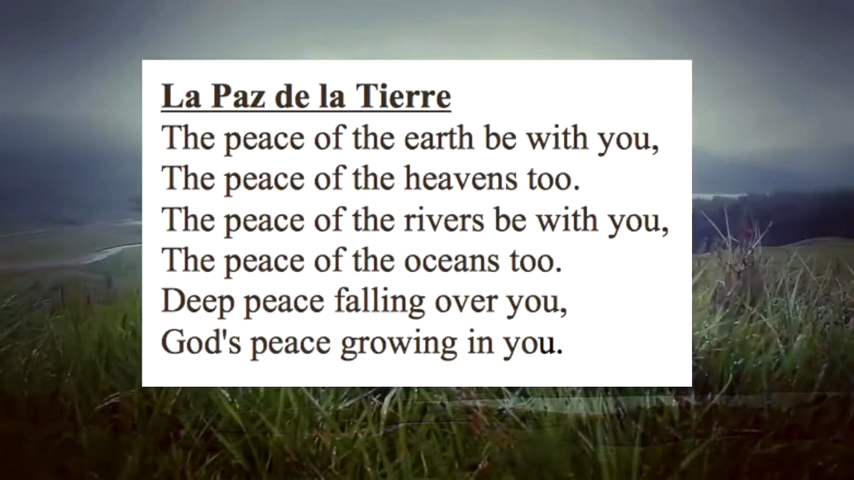 La Paz de la Tierre
The peace of the earth be with you,
The peace of the heavens too.
The peace of the rivers be with you,
The peace of the oceans too.
Deep peace falling over you,
God's peace growing in you.